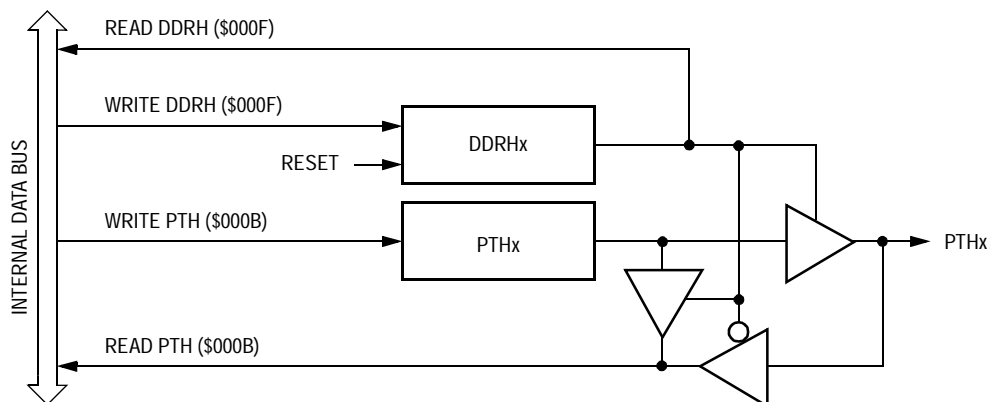 READ DDRH ($000F)
WRITE DDRH ($000F)
DDRHx
RESET
INTERNAL DATA BUS
WRITE PTH ($000B)
PTHx
PTHx
READ PTH ($000B)